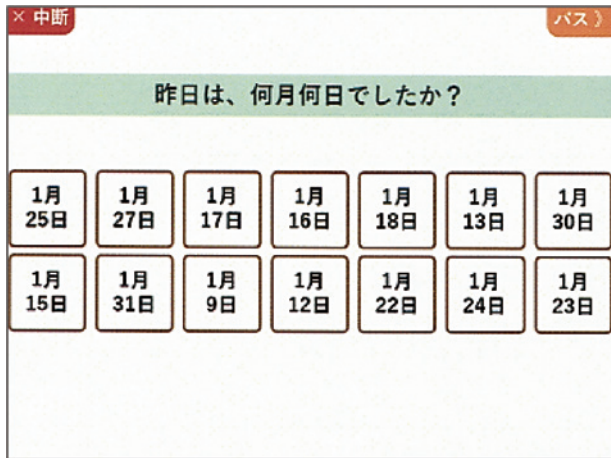 × 中断
パス 》
昨日は、何月何日でしたか？
1月
25日
1月
27日
1月
17日
1月
16日
1月
18日
1月
13日
1月
30日
1月
15日
1月
31日
1月
9日
1月
12日
1月
22日
1月
24日
1月
23日